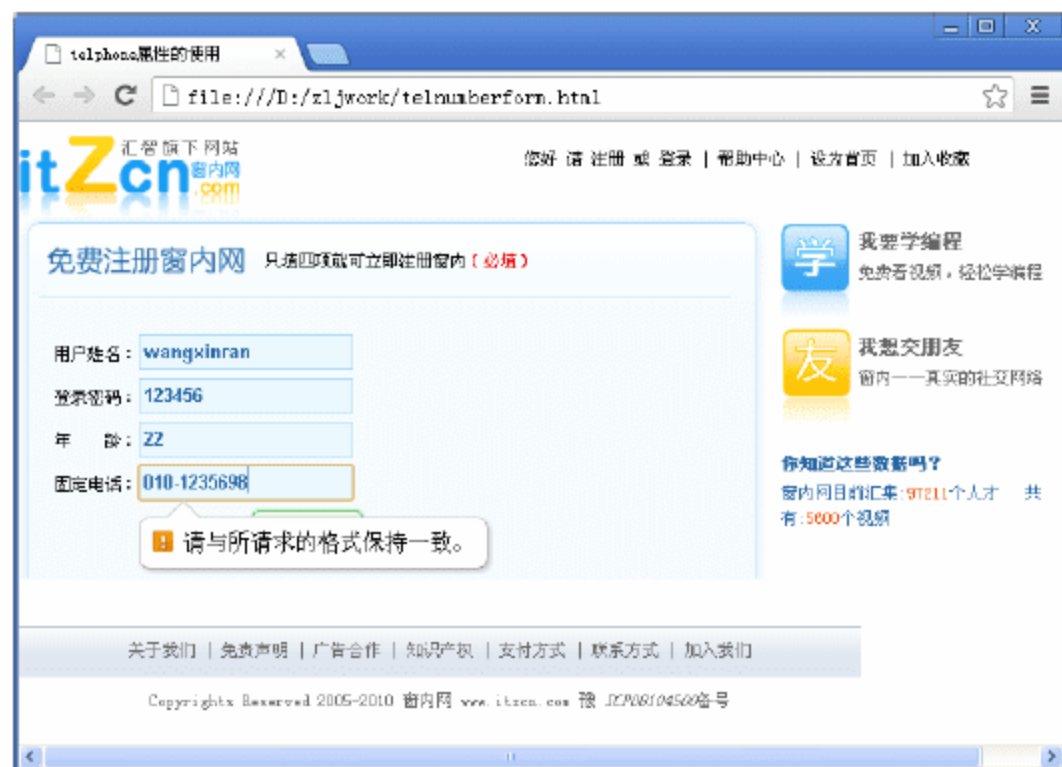 telphone属性的使用
file:///D:/zljwork/telnumberform.html
itZcn.com 汇智旗下网站 窗内网
您好 请 注册 或 登录 | 帮助中心 | 设为首页 | 加入收藏
免费注册窗内网 只填四项就可立即注册窗内(必填)
用户姓名:wangxinran
登录密码:123456
年 龄:22
固定电话:010-1235698
请与所请求的格式保持一致。
学 我要学编程
免费看视频,轻松学编程
友 我想交朋友
窗内——真实的社交网络
你知道这些数据吗?
窗内网目前汇集:97211个人才 共
有:5600个视频
关于我们 | 免责声明 | 广告合作 | 知识产权 | 支付方式 | 联系方式 | 加入我们
Copyrights Reserved 2005-2010 窗内网 www.itzcn.com 豫 ICP08104500备号